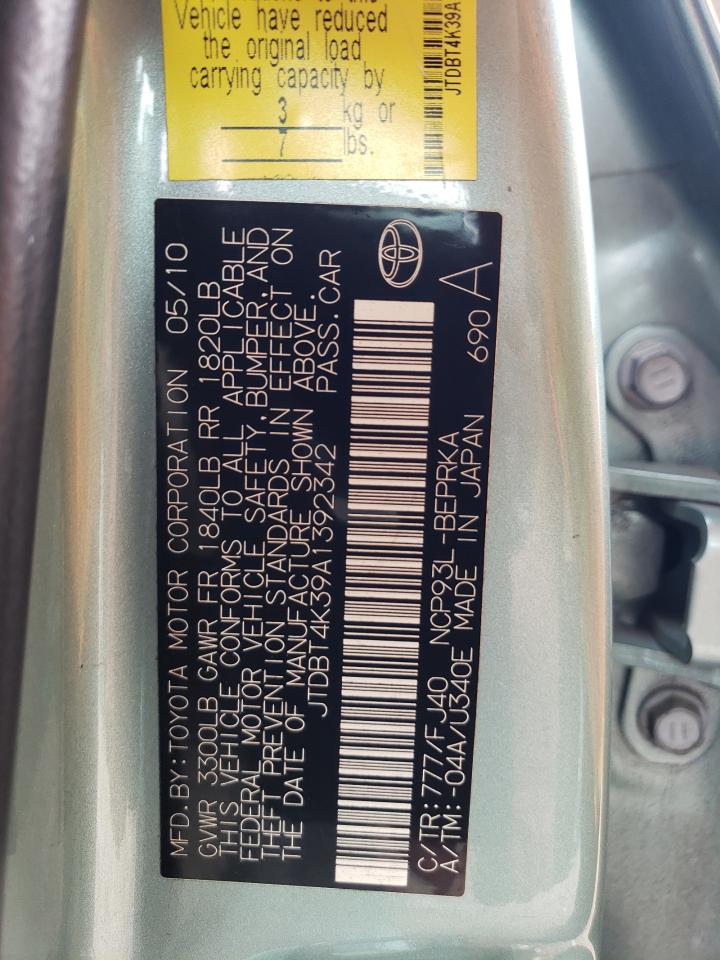 Vehicle have reduced
the original load
carrying capacity by
3 kg or
7 lbs.
JTDBT4K39A
MFD.BY:TOYOTA MOTOR CORPORATION 05/10
GVWR 3300LB GAWR FR 1840LB RR 1820LB
THIS VEHICLE CONFORMS TO ALL APPLICABLE
FEDERAL MOTOR VEHICLE SAFETY,BUMPER,AND
THEFT PREVENTION STANDARDS IN EFFECT ON
THE DATE OF MANUFACTURE SHOWN ABOVE.
JTDBT4K39A1392342 PASS.CAR
C/TR:777/FJ40 NCP93L-BEPRKA
A/TM:-04A/U340E MADE IN JAPAN 690 A